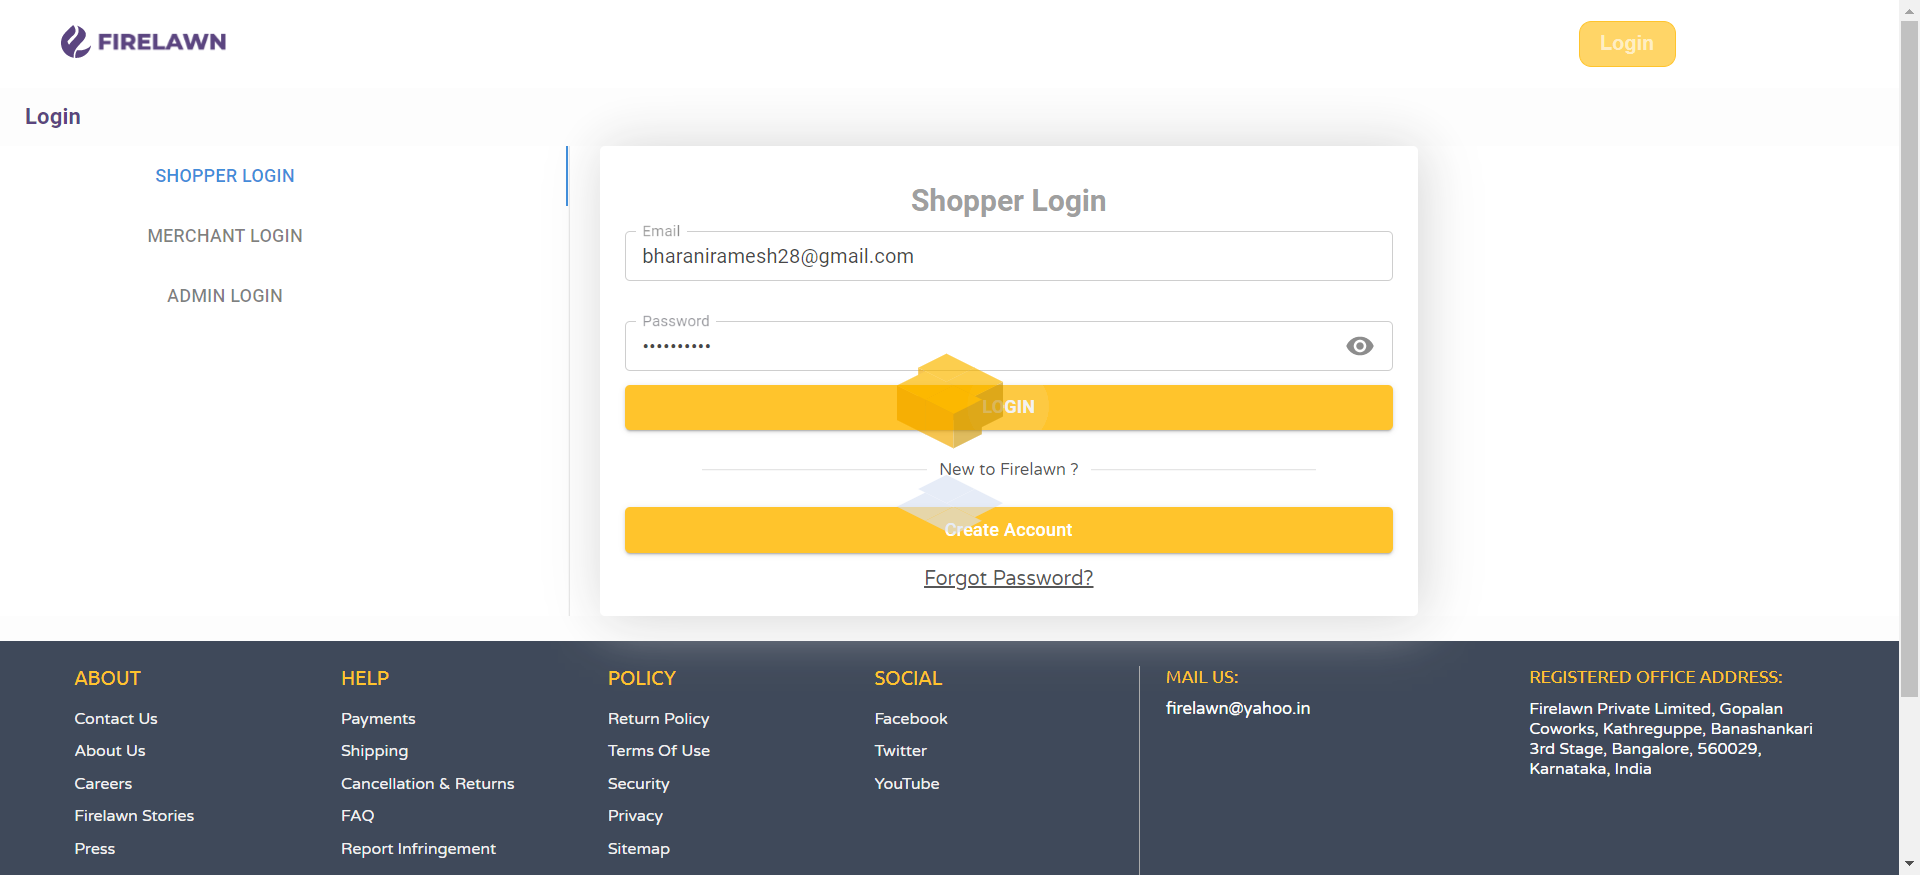 FIRELAWN
Login
Login
SHOPPER LOGIN
MERCHANT LOGIN
ADMIN LOGIN
Shopper Login
Email
bharaniramesh28@gmail.com
Password
••••••••••
LOGIN
New to Firelawn ?
Create Account
Forgot Password?
ABOUT
Contact Us
About Us
Careers
Firelawn Stories
Press
HELP
Payments
Shipping
Cancellation & Returns
FAQ
Report Infringement
POLICY
Return Policy
Terms Of Use
Security
Privacy
Sitemap
SOCIAL
Facebook
Twitter
YouTube
MAIL US:
firelawn@yahoo.in
REGISTERED OFFICE ADDRESS:
Firelawn Private Limited, Gopalan
Coworks, Kathreguppe, Banashankari
3rd Stage, Bangalore, 560029,
Karnataka, India